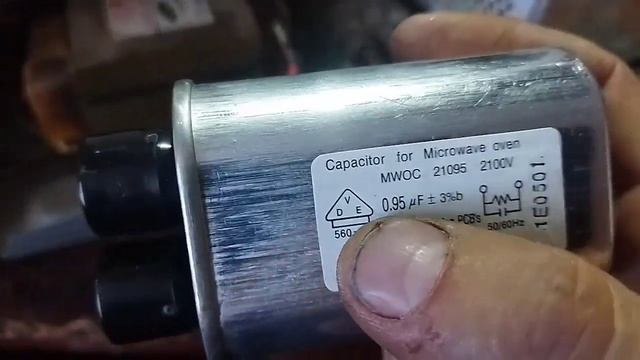 Capacitor for Microwave oven
MWOC 21095 2100V
V
D E
0.95 µF ± 3%b
560
PCBs
50/60Hz
1E0501.